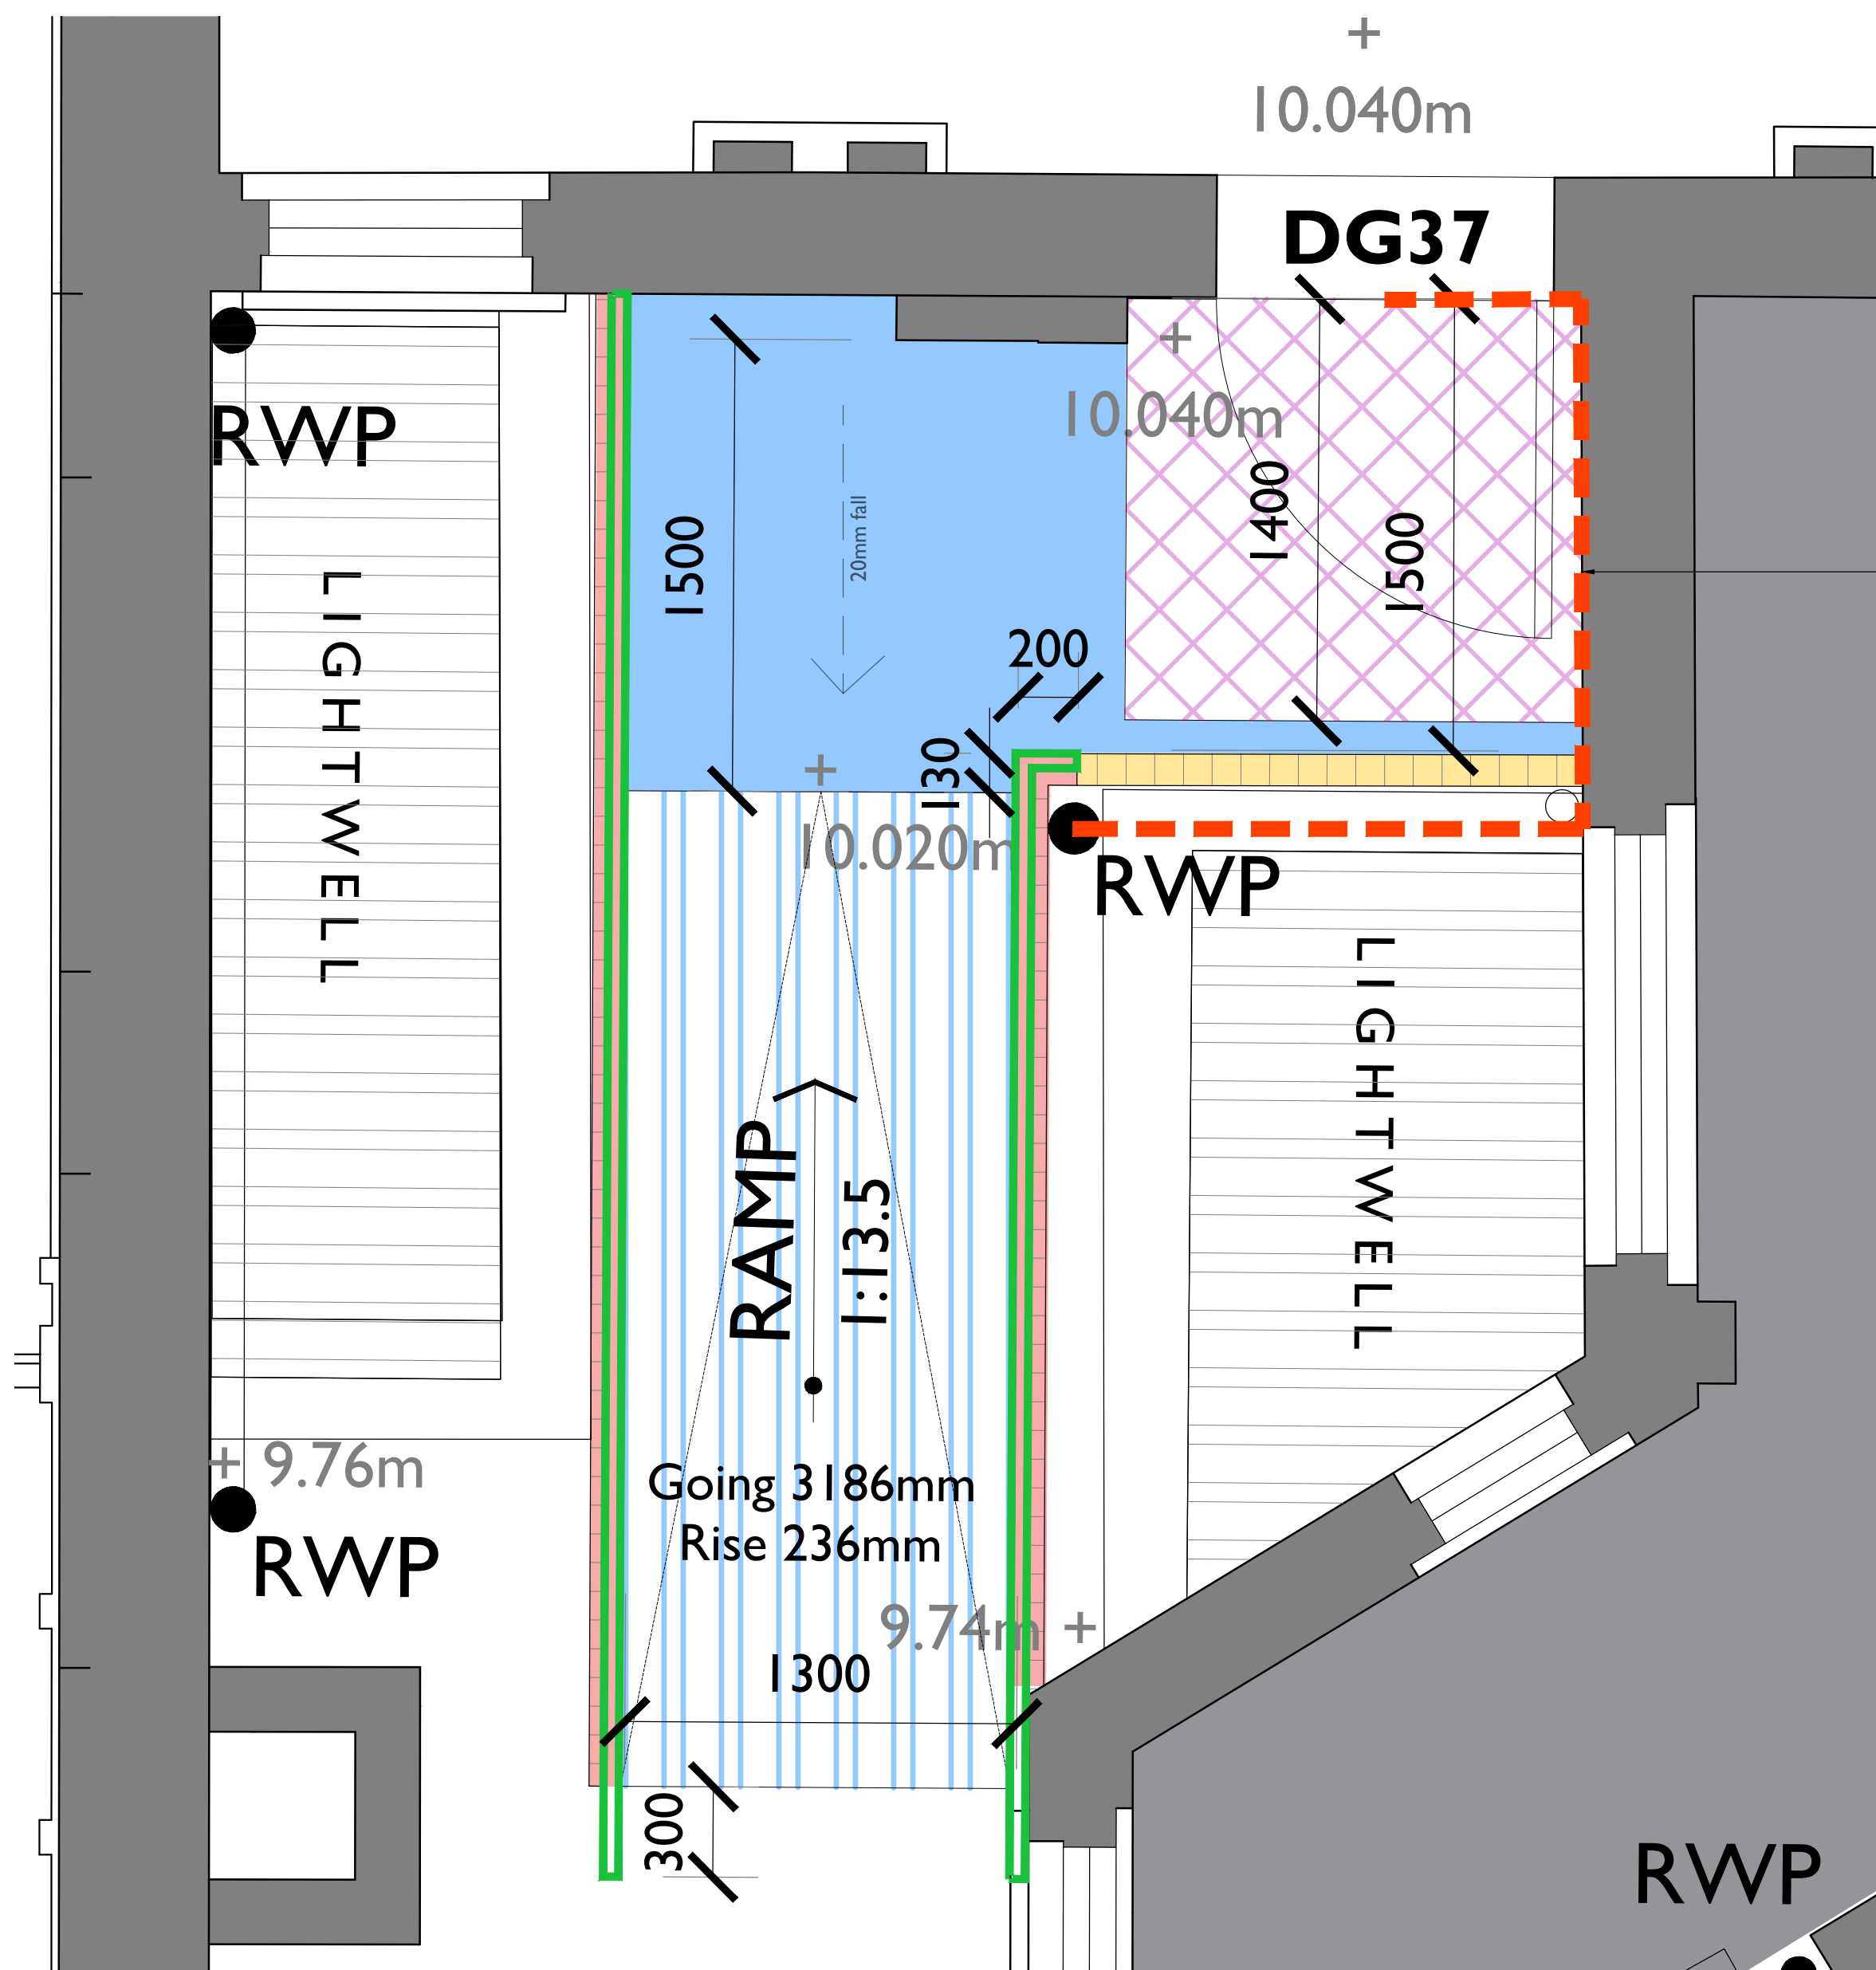 10.040m
DG37
10.040m
RWP
1400
1500
1500
20mm fall
200
130
LIGHTWELL
10.020m
RWP
LIGHTWELL
RAMP
1:13.5
9.76m
Going 3186mm
Rise 236mm
RWP
9.74m
1300
300
RWP